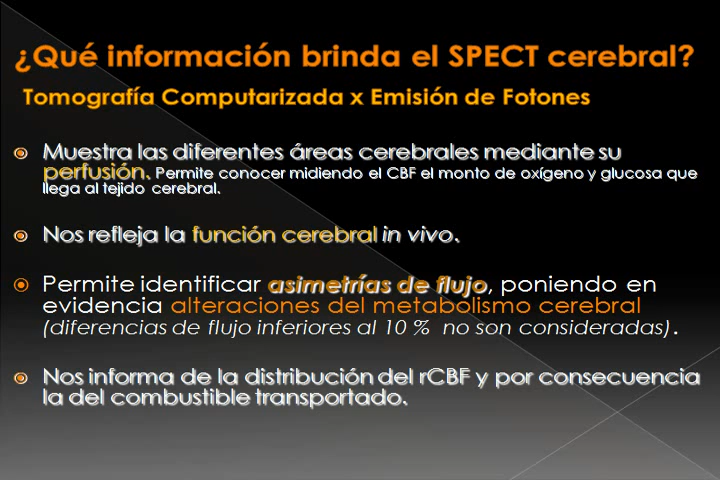 ¿Qué información brinda el SPECT cerebral?
Tomografía Computarizada x Emisión de Fotones
Muestra las diferentes áreas cerebrales mediante su
perfusión. Permite conocer midiendo el CBF el monto de oxígeno y glucosa que
llega al tejido cerebral.
Nos refleja la función cerebral in vivo.
Permite identificar asimetrías de flujo, poniendo en
evidencia alteraciones del metabolismo cerebral
(diferencias de flujo inferiores al 10 % no son consideradas).
Nos informa de la distribución del rCBF y por consecuencia
la del combustible transportado.